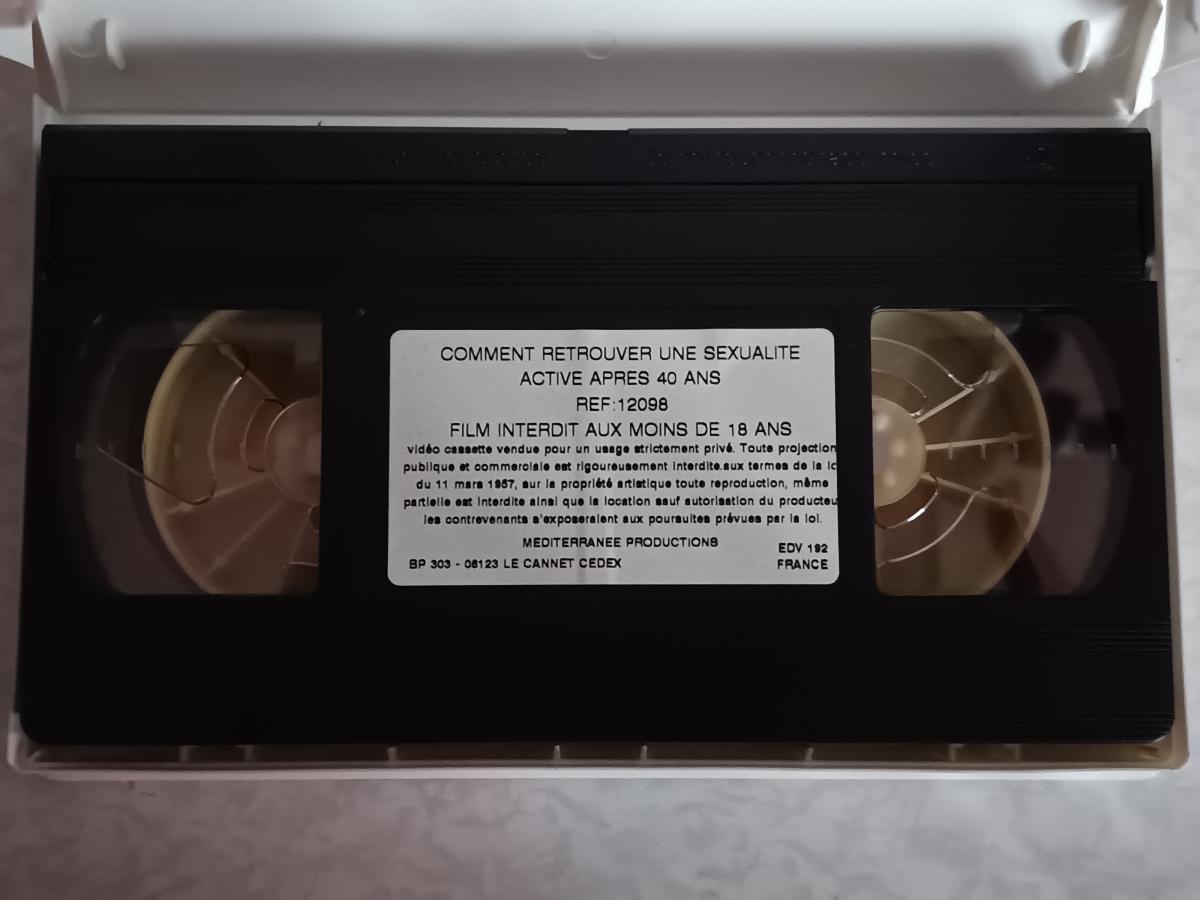 COMMENT RETROUVER UNE SEXUALITE
ACTIVE APRES 40 ANS
REF:12098
FILM INTERDIT AUX MOINS DE 18 ANS
vidéo cassette vendue pour un usage strictement privé. Toute projection
publique et commerciale est rigoureusement interdite.aux termes de la lo
du 11 mars 1957, sur la propriété artistique toute reproduction, même
partielle est interdite ainsi que la location sauf autorisation du producteu
les contrevenants s'exposeraient aux poursuites prévues par la loi.
MEDITERRANEE PRODUCTIONS
EDV 192
BP 303 - 06123 LE CANNET CEDEX
FRANCE